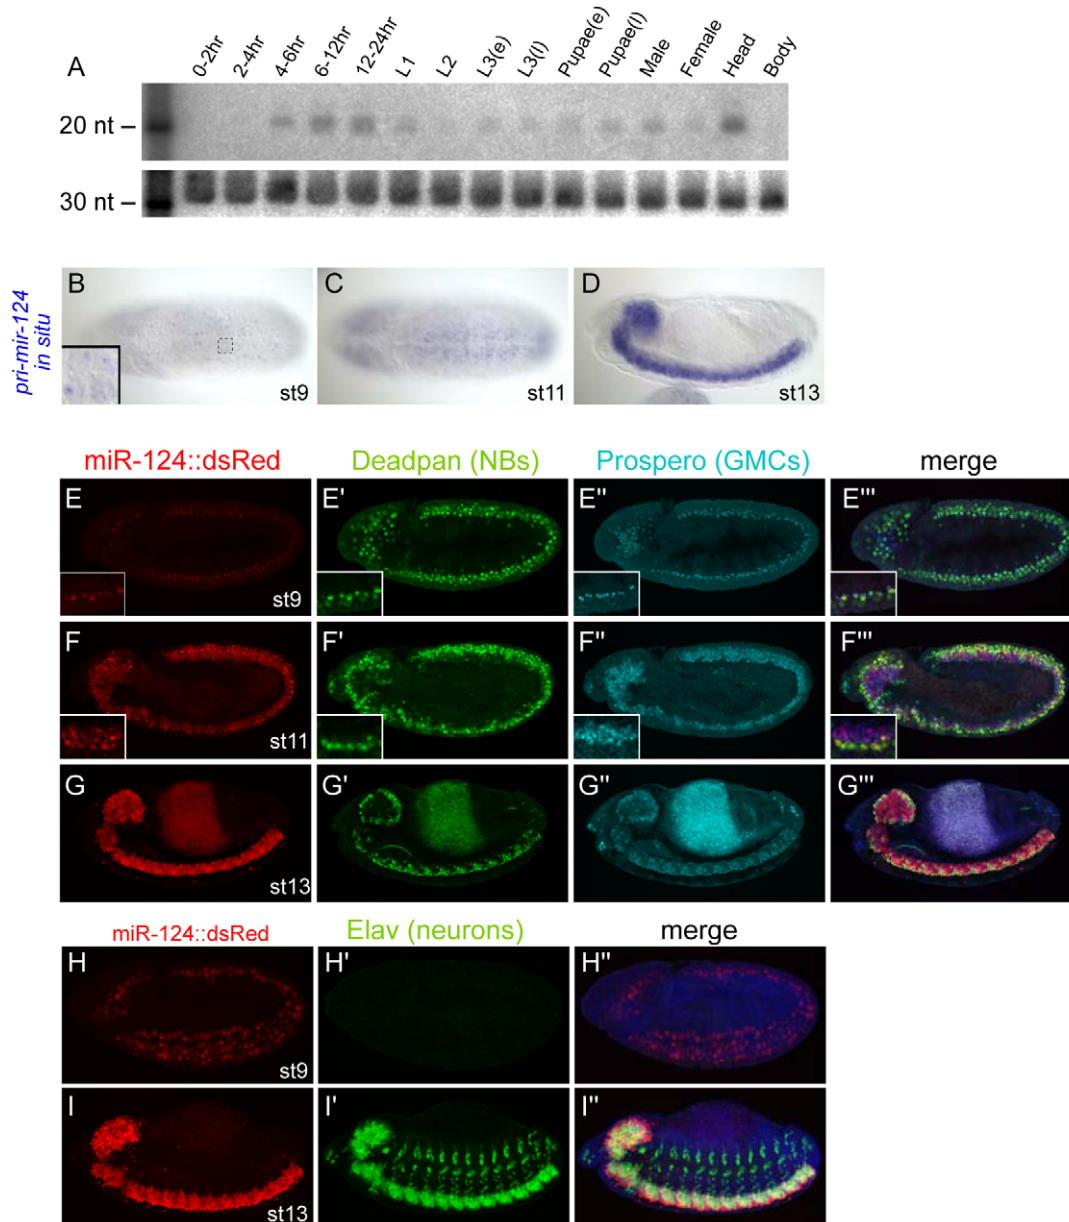 A
0-2hr 2-4hr 4-6hr 6-12hr 12-24hr L1 L2 L3(e) L3(l) Pupae(e) Pupae(l) Male Female Head Body
20 nt –
30 nt –
pri-mir-124
in situ
B st9
C st11
D st13
miR-124::dsRed Deadpan (NBs) Prospero (GMCs) merge
E st9 E' E'' E'''
F st11 F' F'' F'''
G st13 G' G'' G'''
miR-124::dsRed Elav (neurons) merge
H st9 H' H''
I st13 I' I''